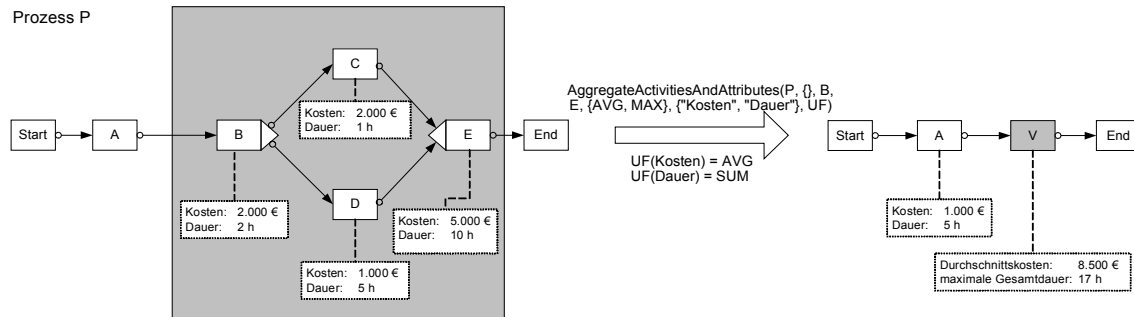 Prozess P
Start
A
B
C
D
E
End
Kosten: 2.000 €
Dauer: 1 h
Kosten: 2.000 €
Dauer: 2 h
Kosten: 5.000 €
Dauer: 10 h
Kosten: 1.000 €
Dauer: 5 h
AggregateActivitiesAndAttributes(P, {}, B,
E, {AVG, MAX}, {"Kosten", "Dauer"}, UF)
UF(Kosten) = AVG
UF(Dauer) = SUM
Start
A
V
End
Kosten: 1.000 €
Dauer: 5 h
Durchschnittskosten: 8.500 €
maximale Gesamtdauer: 17 h